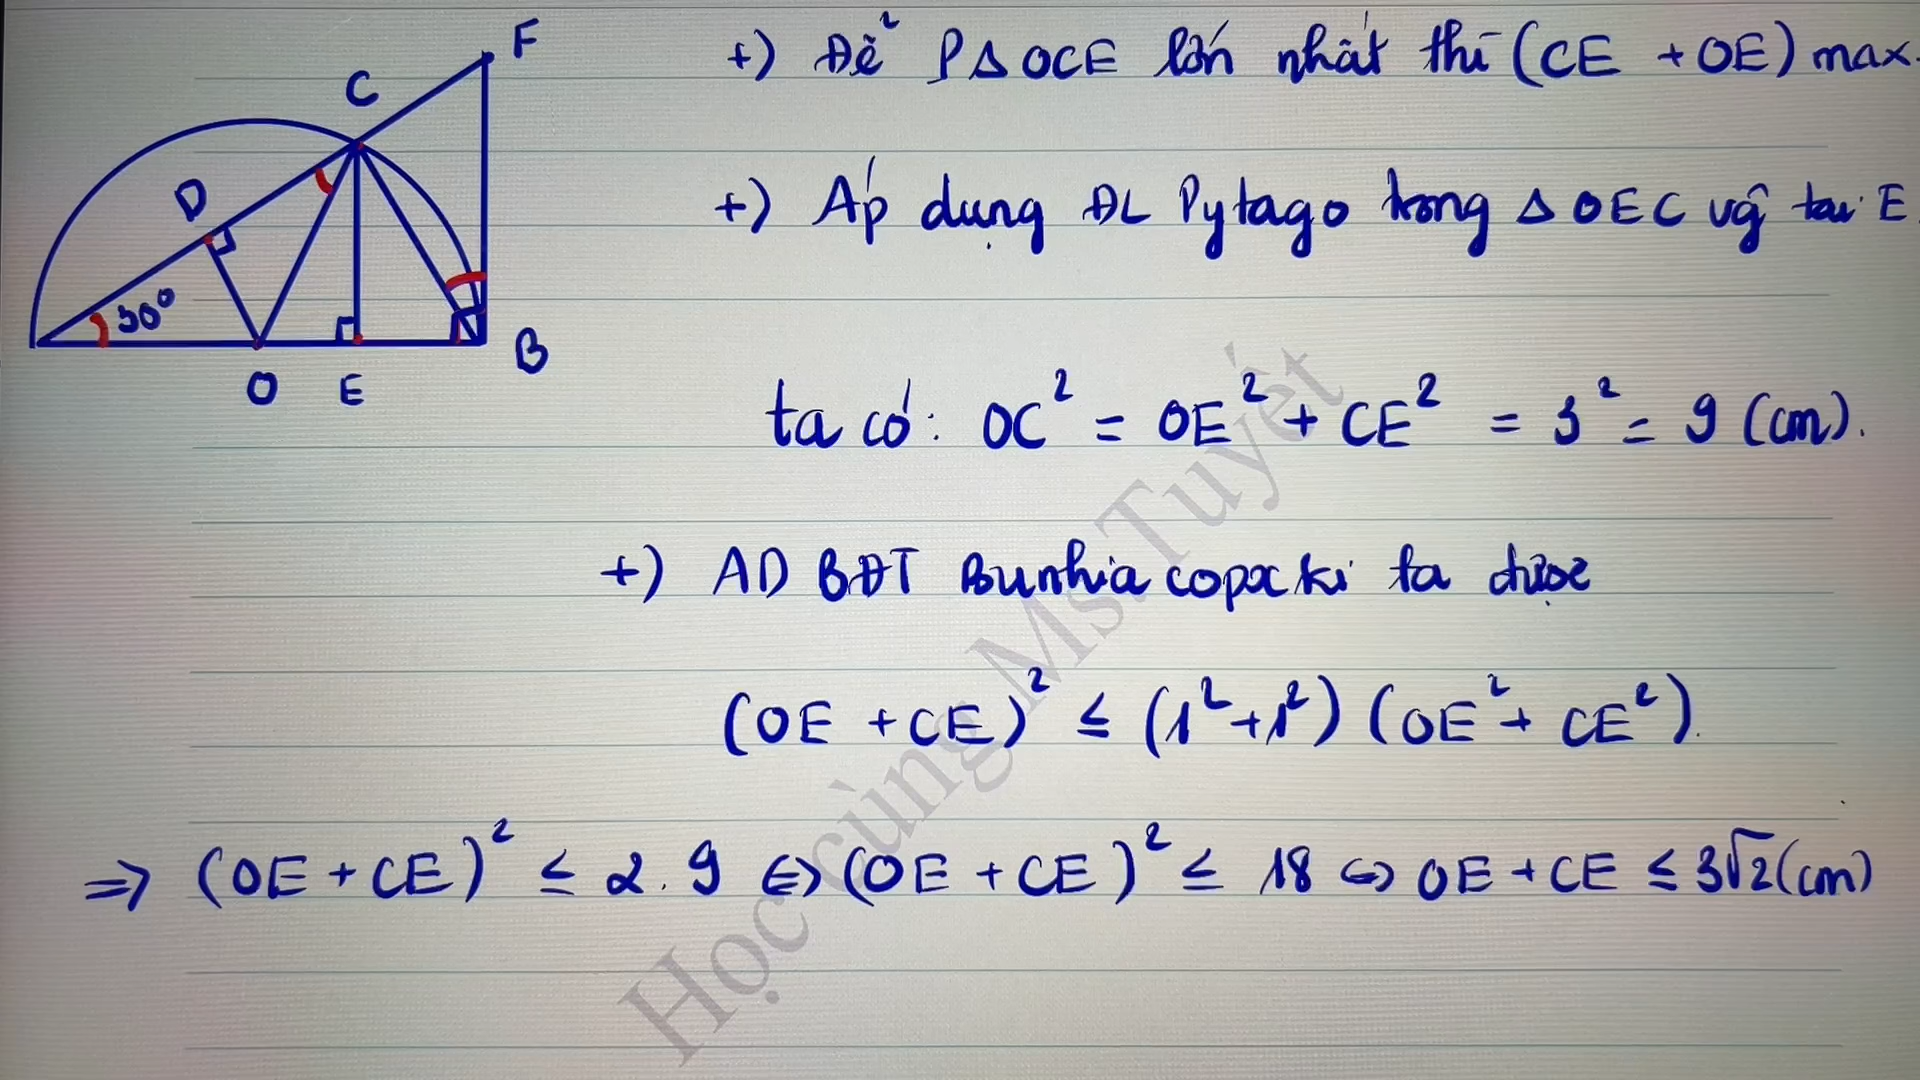 F
C
D
30°
B
O E
+) Để P Δ OCE lớn nhất thì (CE + OE) max.
+) Áp dụng ĐL Pytago trong Δ OEC vg̃ tại E
ta có: OC² = OE² + CE² = 3² = 9 (cm).
+) AD BĐT Bunhiacopxki ta được
(OE + CE)² ≤ (1² + 1²) (OE² + CE²).
=> (OE + CE)² ≤ 2.9 <=> (OE + CE)² ≤ 18 <=> OE + CE ≤ 3√2 (cm)
Học cùng Ms.Tuyết